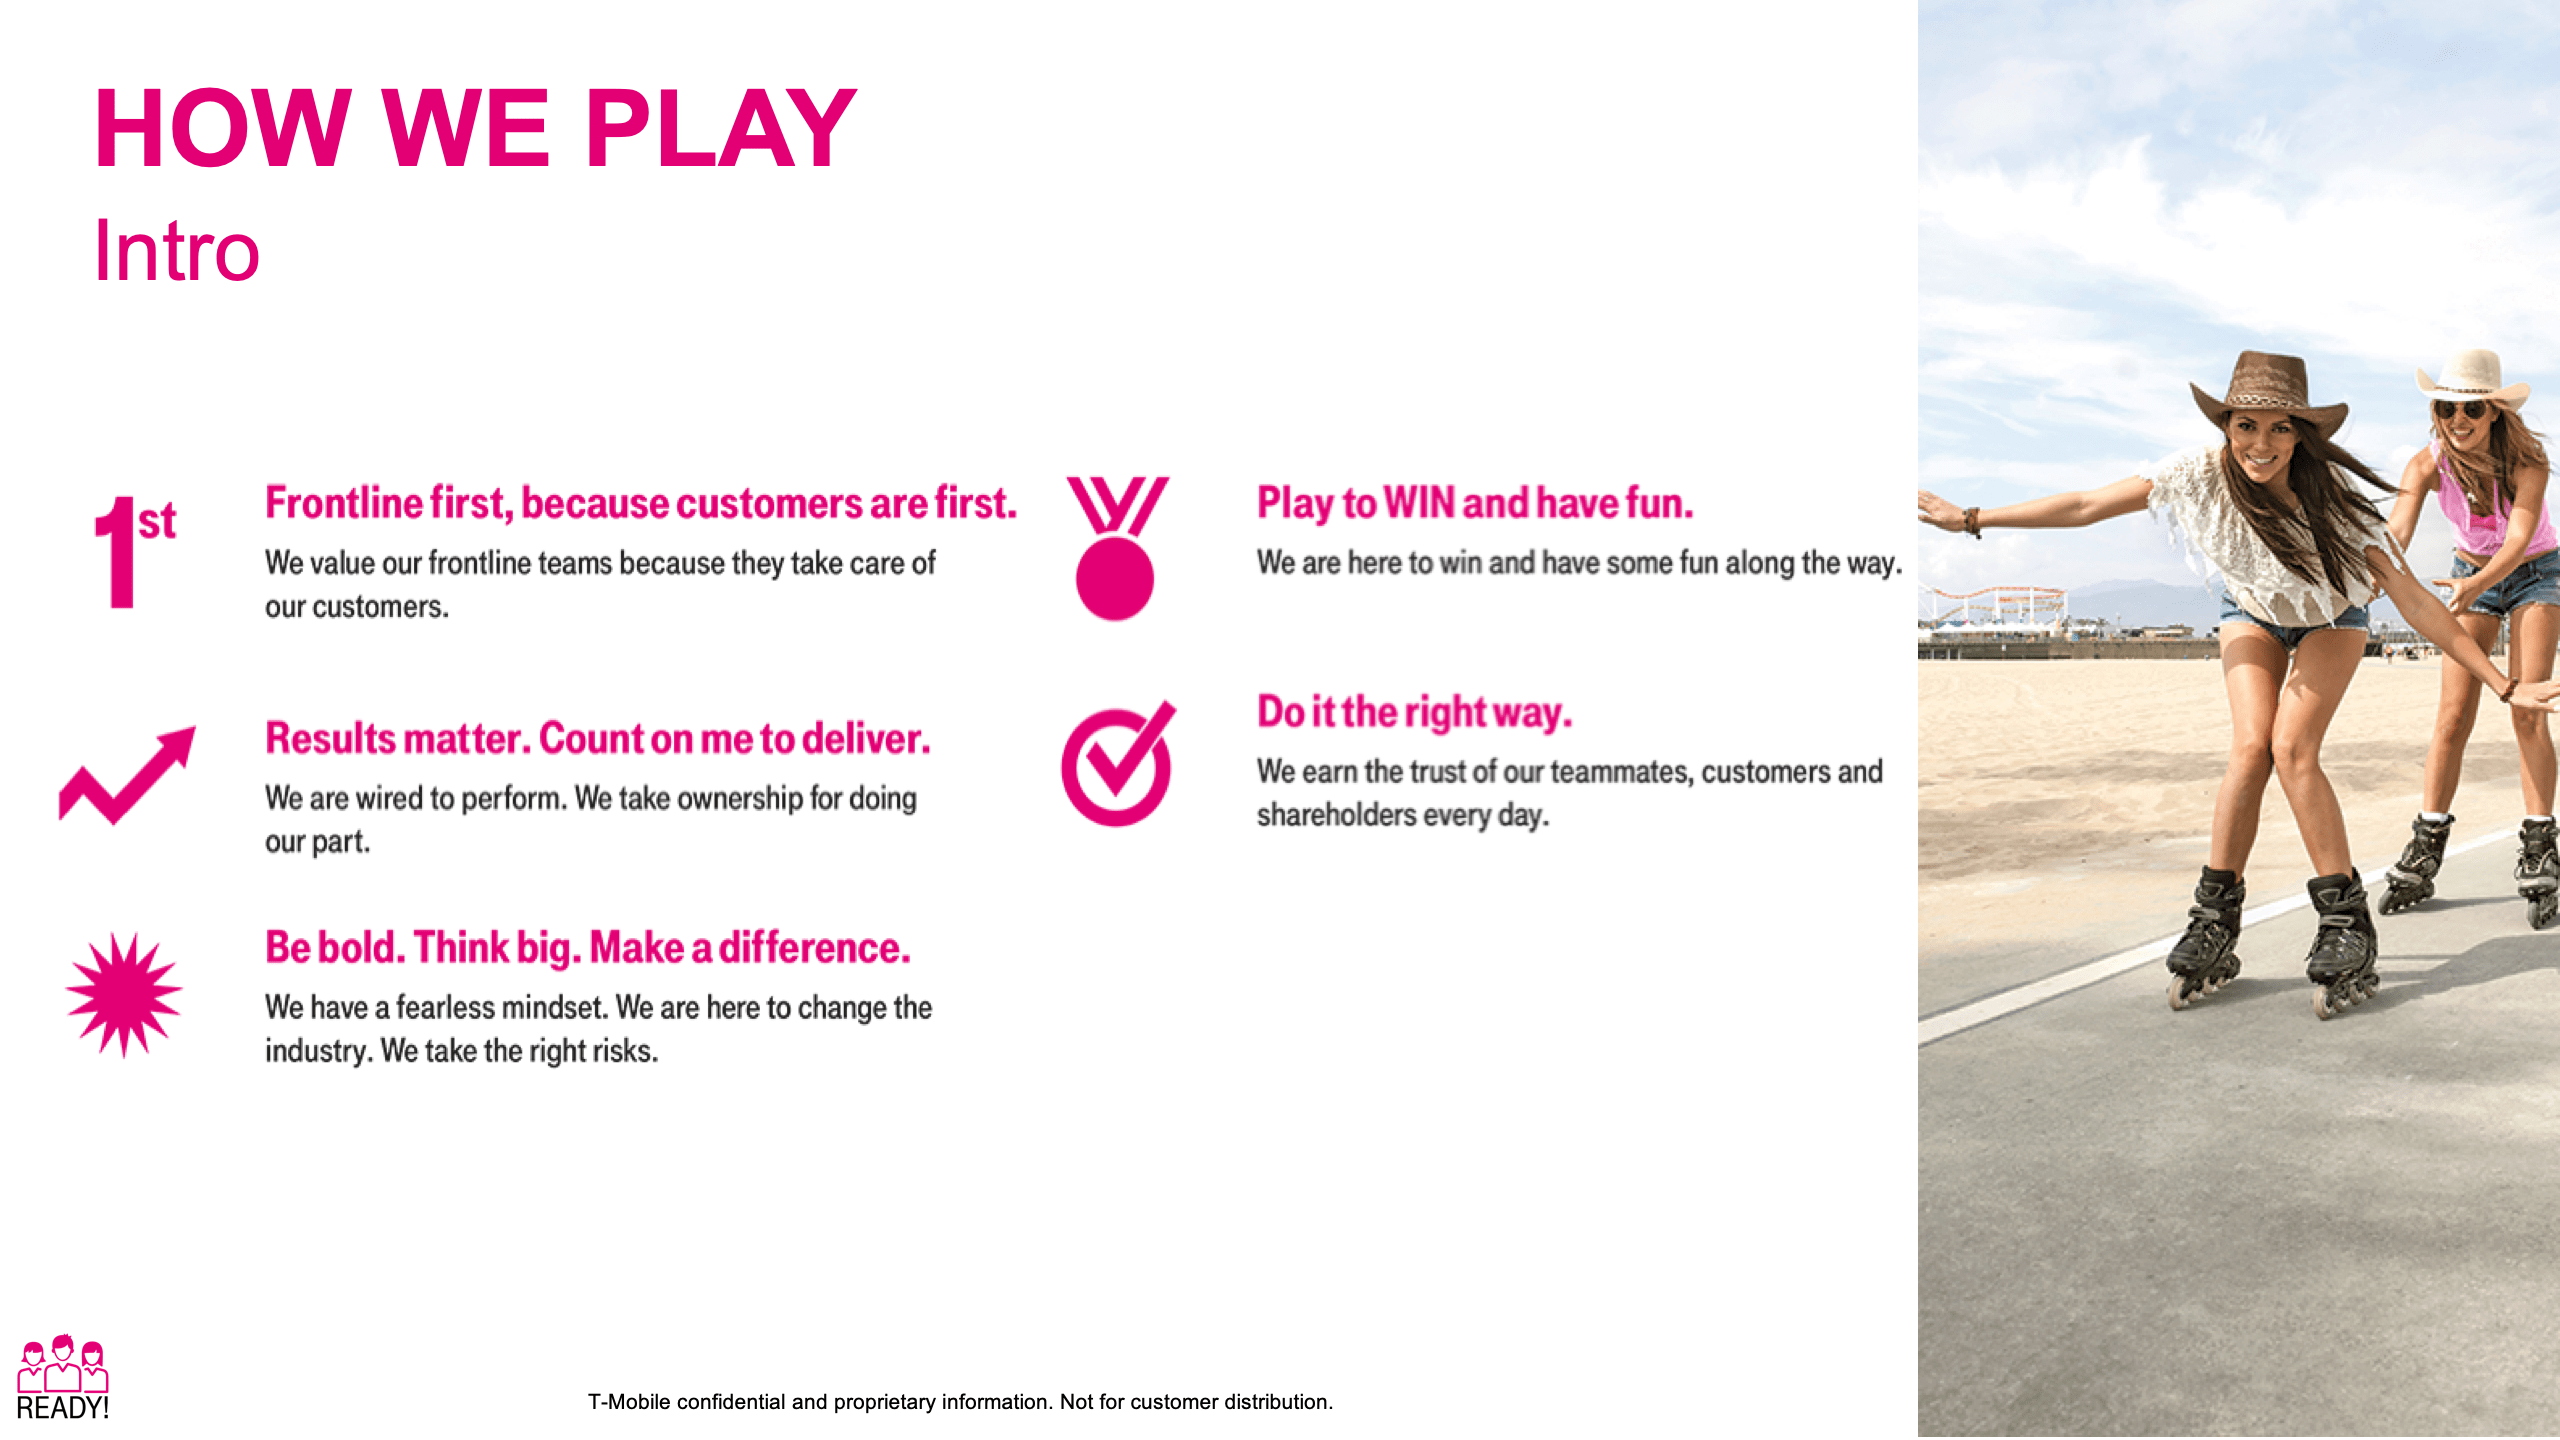 HOW WE PLAY
Intro
1st
Frontline first, because customers are first.
We value our frontline teams because they take care of
our customers.
Results matter. Count on me to deliver.
We are wired to perform. We take ownership for doing
our part.
Be bold. Think big. Make a difference.
We have a fearless mindset. We are here to change the
industry. We take the right risks.
Play to WIN and have fun.
We are here to win and have some fun along the way.
Do it the right way.
We earn the trust of our teammates, customers and
shareholders every day.
READY!
T-Mobile confidential and proprietary information. Not for customer distribution.